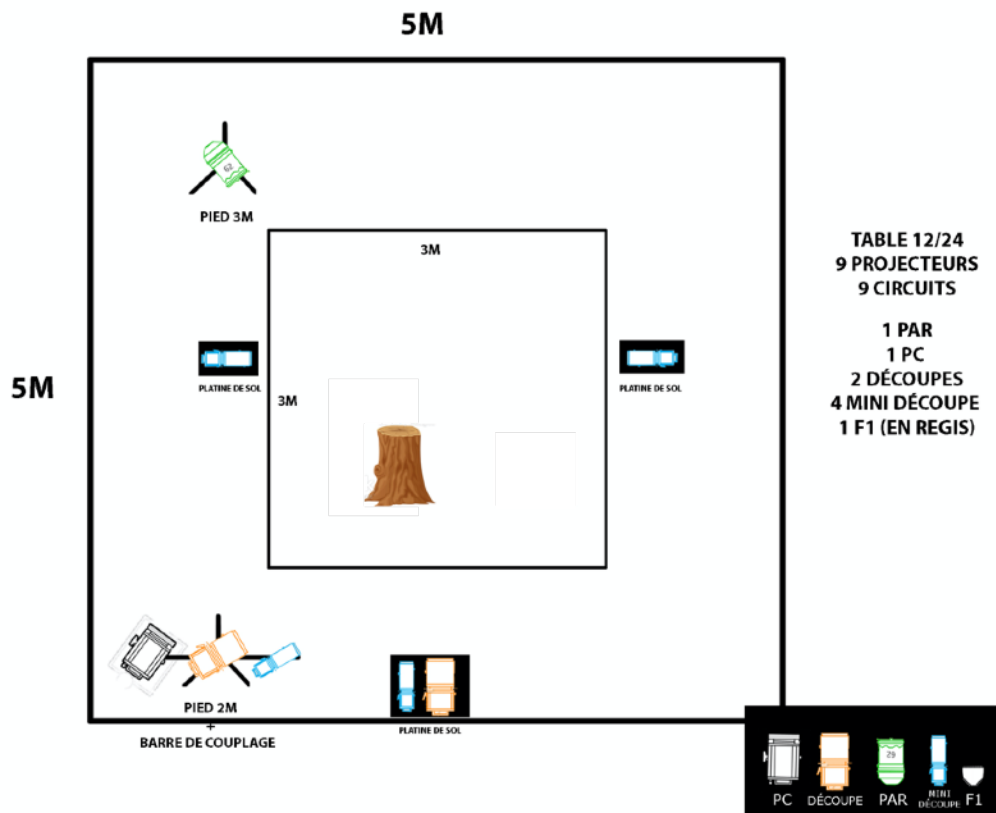 5M
PIED 3M
3M
TABLE 12/24
9 PROJECTEURS
9 CIRCUITS
1 PAR
1 PC
2 DÉCOUPES
4 MINI DÉCOUPE
1 F1 (EN REGIS)
PLATINE DE SOL
PLATINE DE SOL
5M
3M
PIED 2M
+
BARRE DE COUPLAGE
PLATINE DE SOL
PC
DÉCOUPE
PAR
MINI
DÉCOUPE
F1